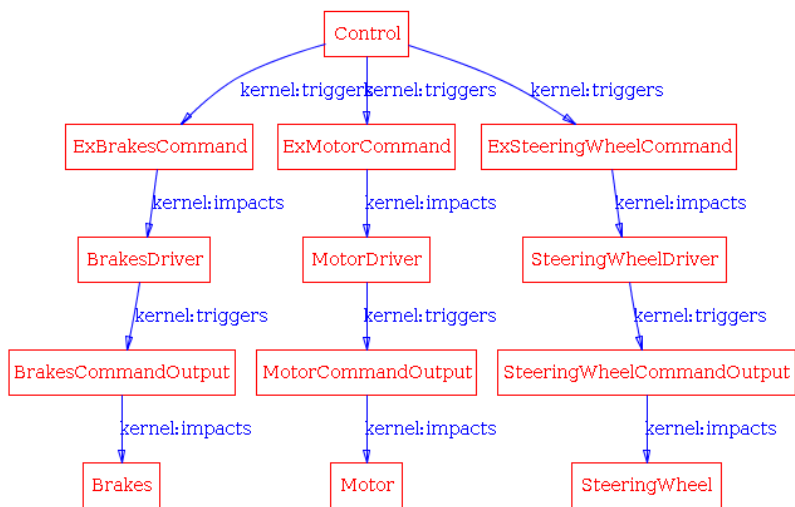 Control
kernel:triggers kernel:triggers kernel:triggers
ExBrakesCommand ExMotorCommand ExSteeringWheelCommand
kernel:impacts kernel:impacts kernel:impacts
BrakesDriver MotorDriver SteeringWheelDriver
kernel:triggers kernel:triggers kernel:triggers
BrakesCommandOutput MotorCommandOutput SteeringWheelCommandOutput
kernel:impacts kernel:impacts kernel:impacts
Brakes Motor SteeringWheel